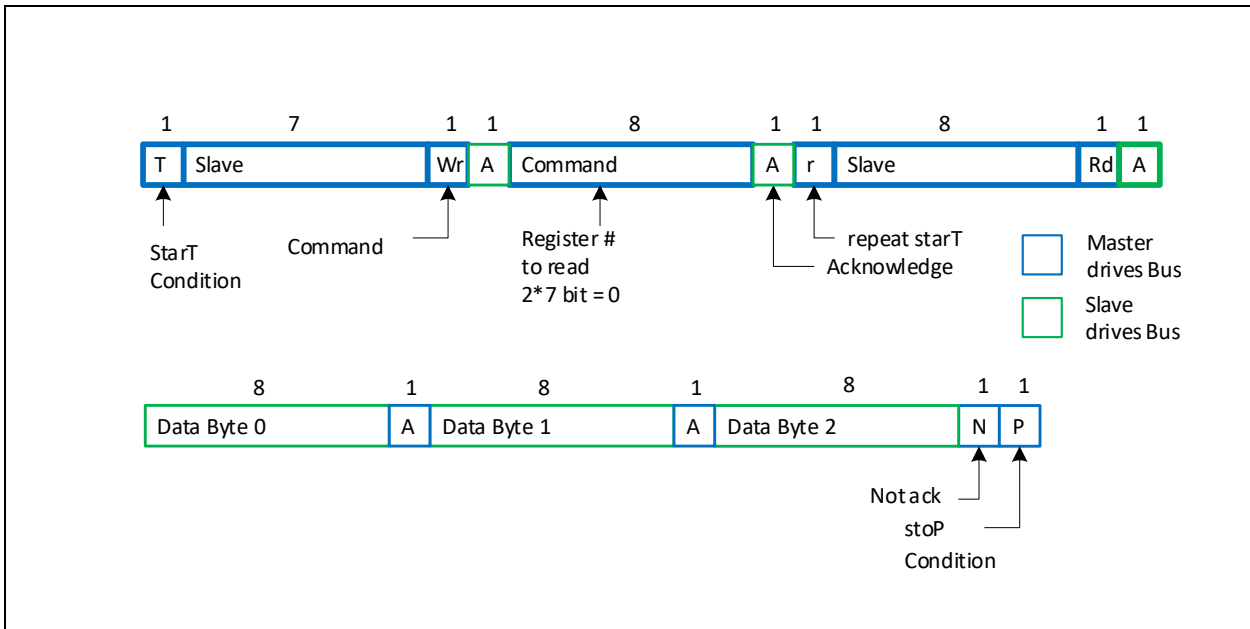 1 7 1 1 8 1 1 8 1 1
T Slave Wr A Command A r Slave Rd A
StarT
Condition
Command
Register #
to read
2*7 bit = 0
repeat starT
Acknowledge
Master
drives Bus
Slave
drives Bus
8 1 8 1 8 1 1
Data Byte 0 A Data Byte 1 A Data Byte 2 N P
Not ack
stoP
Condition